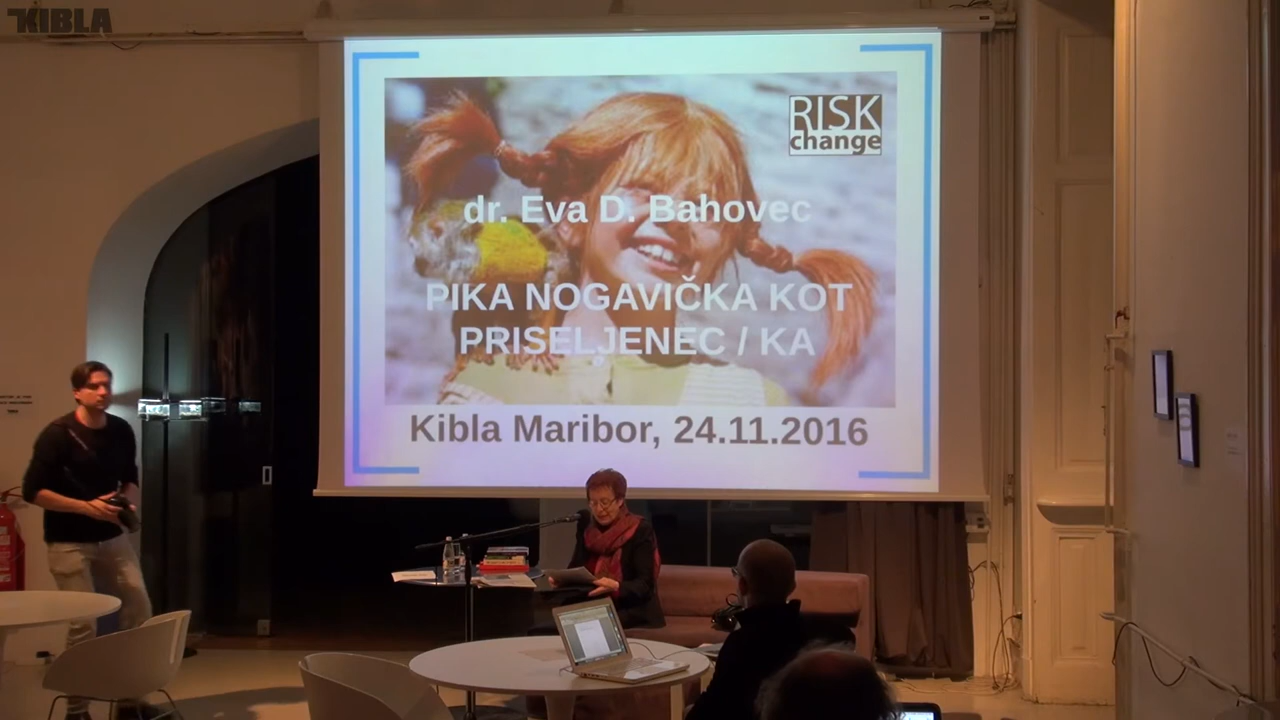 KIBLA
RISK
change
dr. Eva D. Bahovec
PIKA NOGAVIČKA KOT
PRISELJENEC / KA
Kibla Maribor, 24.11.2016